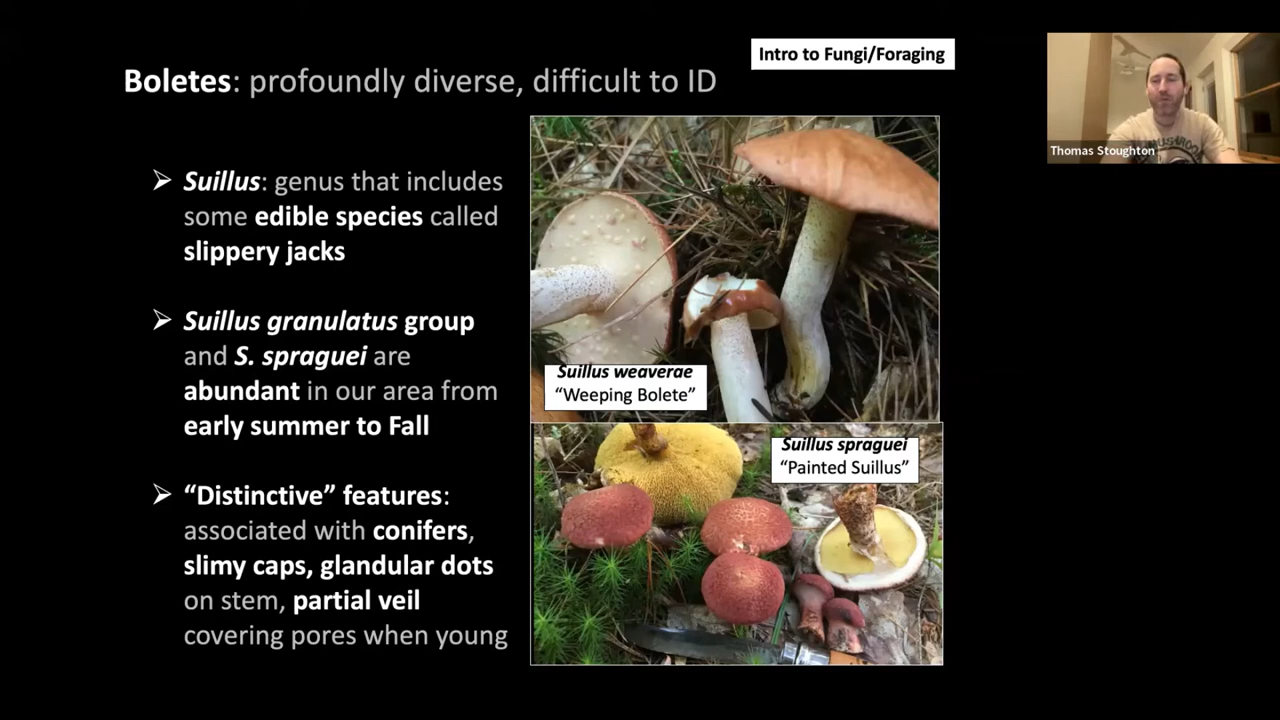 Intro to Fungi/Foraging
Boletes: profoundly diverse, difficult to ID
Thomas Stoughton
➢ Suillus: genus that includes
some edible species called
slippery jacks
➢ Suillus granulatus group
and S. spraguei are
abundant in our area from
early summer to Fall
➢ “Distinctive” features:
associated with conifers,
slimy caps, glandular dots
on stem, partial veil
covering pores when young
Suillus weaverae
“Weeping Bolete”
Suillus spraguei
“Painted Suillus”